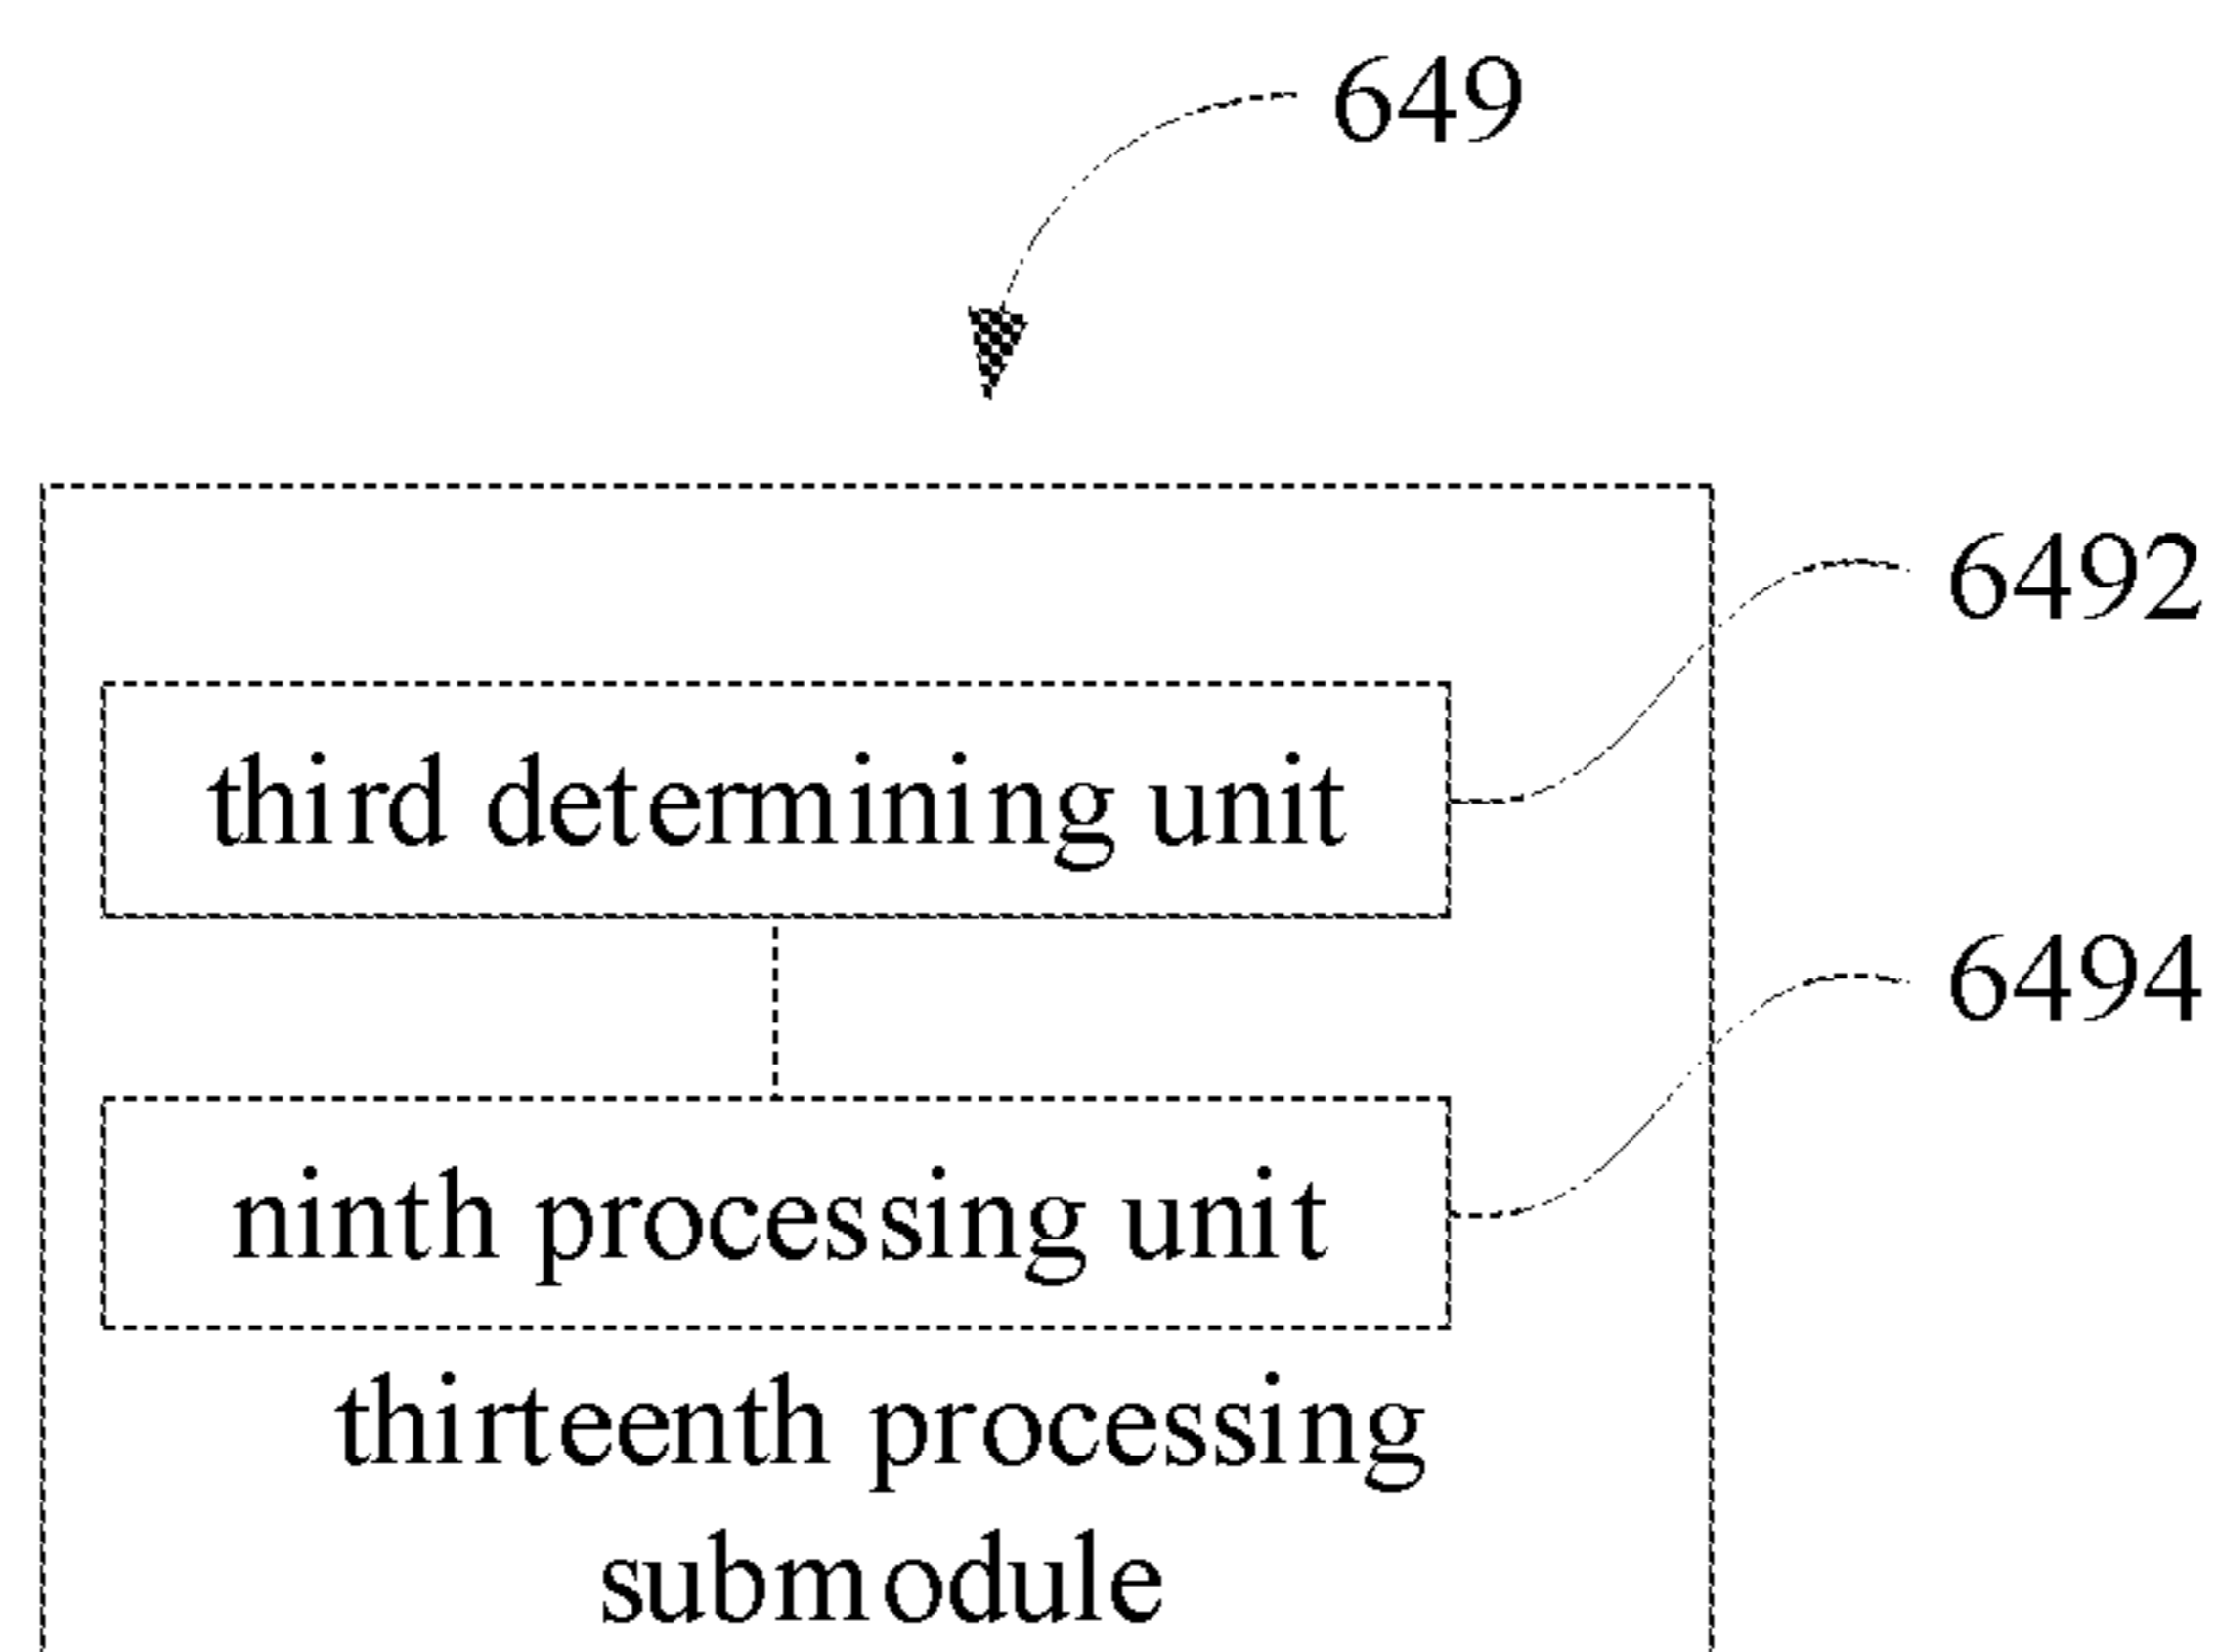 649
6492
third determining unit
6494
ninth processing unit
thirteenth processing
submodule